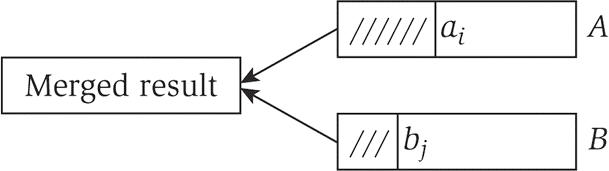 a_i A
Merged result
b_j B